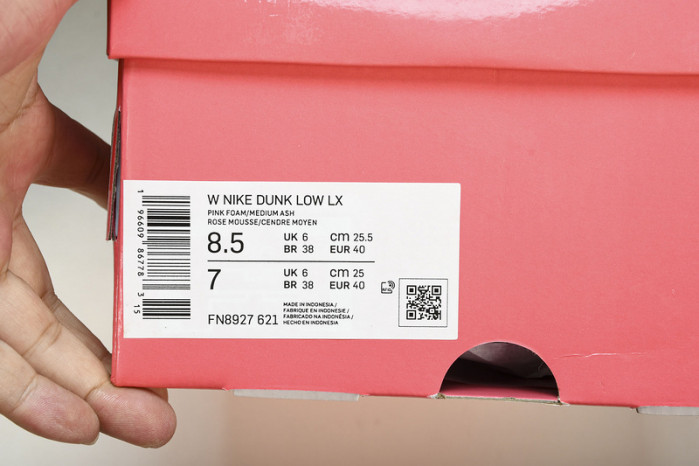 W NIKE DUNK LOW LX
PINK FOAM/MEDIUM ASH
ROSE MOUSSE/CENDRE MOYEN
8.5 UK 6 cm 25.5
BR 38 EUR 40
7 UK 6 cm 25
BR 38 EUR 40
FN8927 621
MADE IN INDONESIA /
FABRIQUE EN INDONESIE /
FABRICADO NA INDONÉSIA /
HECHO EN INDONESIA
1 96609 86778 3 15